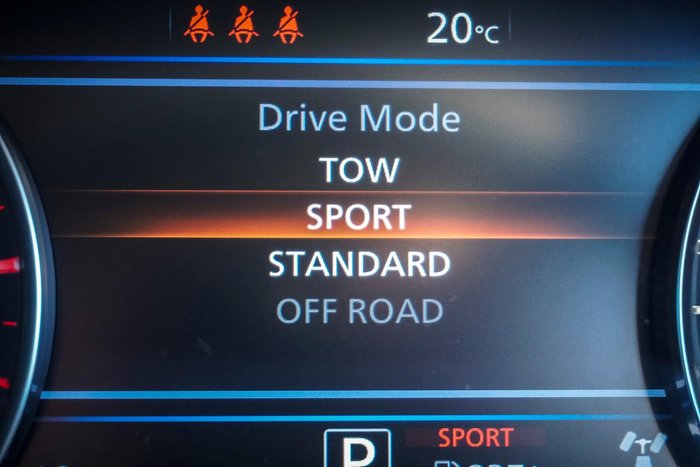 20°C
Drive Mode
TOW
SPORT
STANDARD
OFF ROAD
P
SPORT